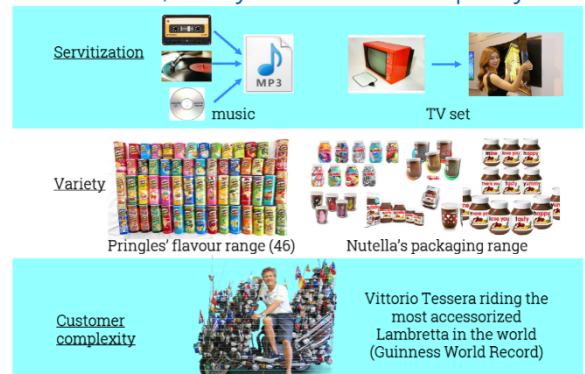 Servitization
MP3
music
TV set
Variety
Pringles' flavour range (46)
Nutella's packaging range
Customer
complexity
Vittorio Tessera riding the
most accessorized
Lambretta in the world
(Guinness World Record)